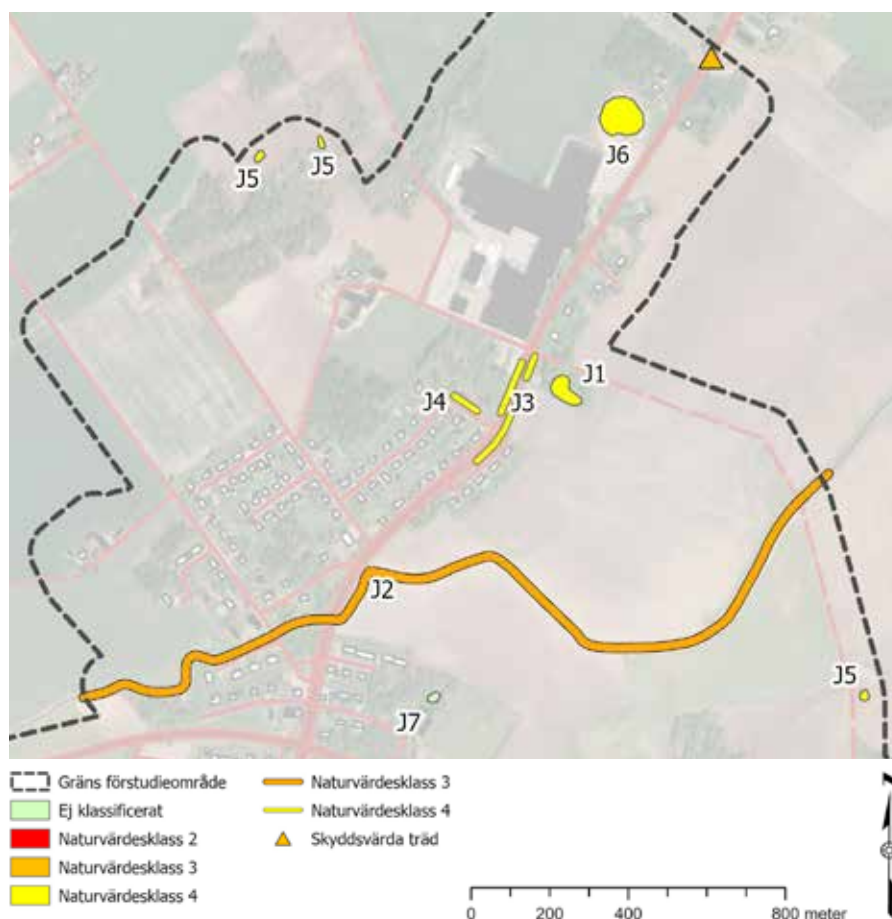 J6
J5
J5
J1
J4
J3
J2
J5
J7
Gräns förstudieområde
Ej klassificerat
Naturvärdesklass 2
Naturvärdesklass 3
Naturvärdesklass 4
Naturvärdesklass 3
Naturvärdesklass 4
Skyddsvärda träd
0 200 400 800 meter